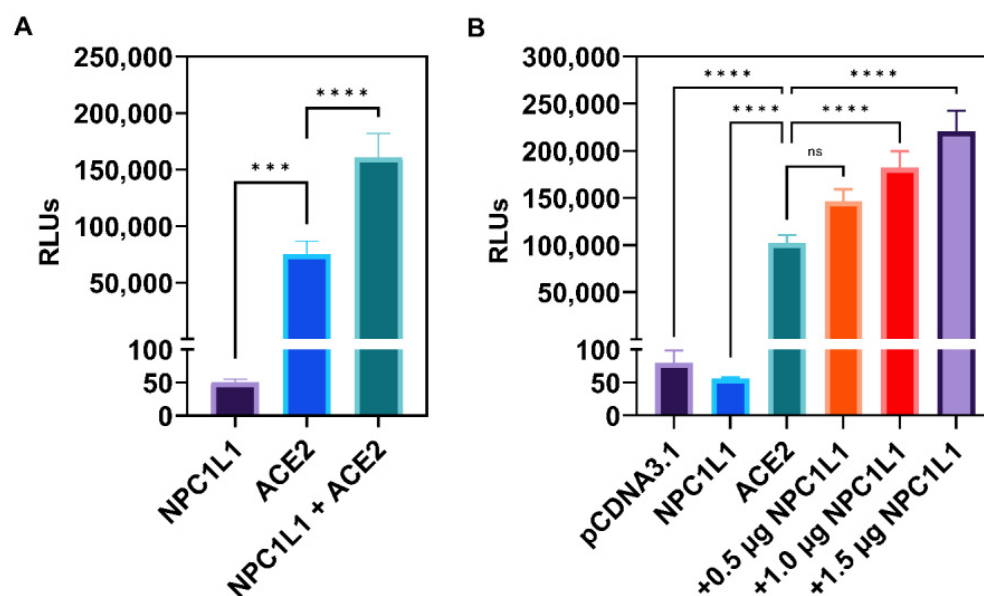 A
250,000
200,000
150,000
100,000
50,000
100
50
0
RLUs
***
****
NPC1L1
ACE2
NPC1L1 + ACE2
B
300,000
250,000
200,000
150,000
100,000
50,000
100
50
0
RLUs
**** ****
**** ****
ns
pCDNA3.1
NPC1L1
ACE2
+0.5 µg NPC1L1
+1.0 µg NPC1L1
+1.5 µg NPC1L1